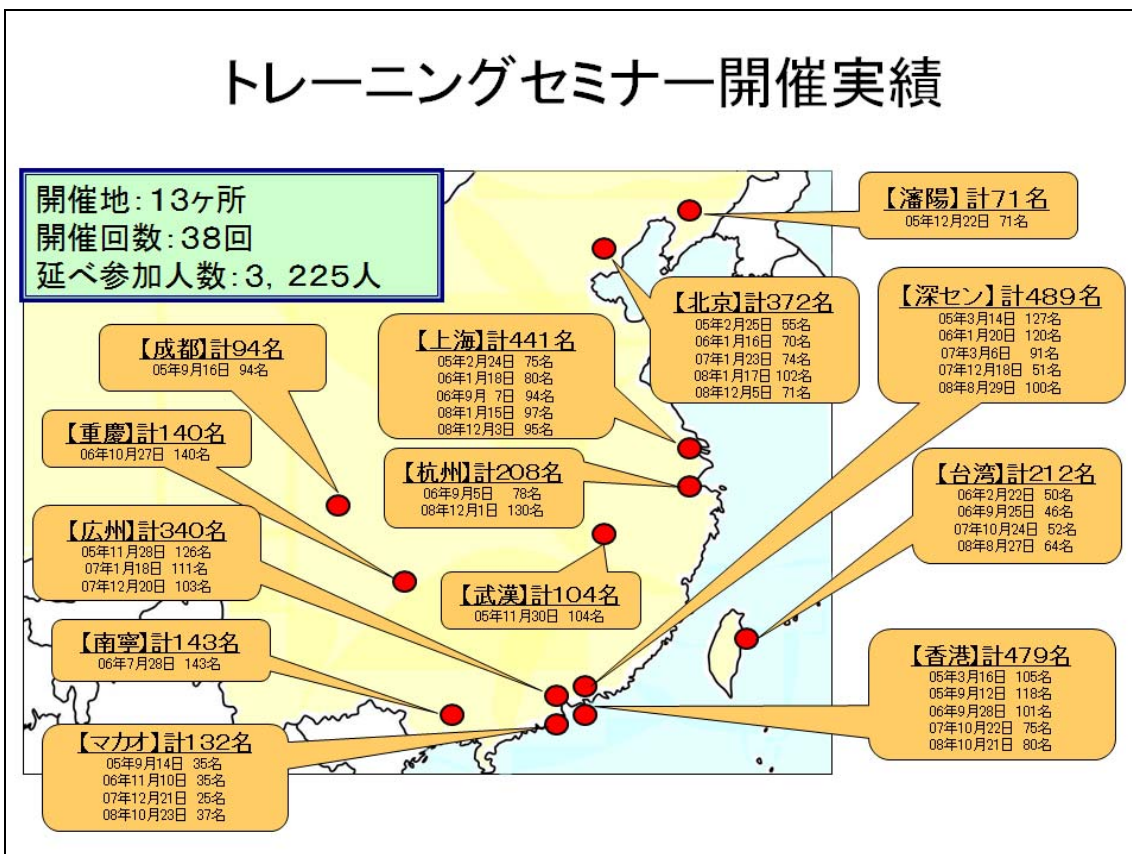 トレーニングセミナー開催実績
開催地：13ヶ所
開催回数：38回
延べ参加人数：3，225人
【瀋陽】計71名
05年12月22日 71名
【北京】計372名
05年2月25日 55名
06年1月16日 70名
07年1月23日 74名
08年1月17日 102名
08年12月5日 71名
【深セン】計489名
05年3月14日 127名
06年1月20日 120名
07年3月6日 91名
07年12月18日 51名
08年8月29日 100名
【上海】計441名
05年2月24日 75名
06年1月18日 80名
06年9月 7日 94名
08年1月15日 97名
08年12月3日 95名
【成都】計94名
05年9月16日 94名
【重慶】計140名
06年10月27日 140名
【杭州】計208名
06年9月5日 78名
08年12月1日 130名
【台湾】計212名
06年2月22日 50名
06年9月25日 46名
07年10月24日 52名
08年8月27日 64名
【広州】計340名
05年11月28日 126名
07年1月18日 111名
07年12月20日 103名
【武漢】計104名
05年11月30日 104名
【南寧】計143名
06年7月28日 143名
【香港】計479名
05年3月16日 105名
05年9月12日 118名
06年9月28日 101名
07年10月22日 75名
08年10月21日 80名
【マカオ】計132名
05年9月14日 35名
06年11月10日 35名
07年12月21日 25名
08年10月23日 37名